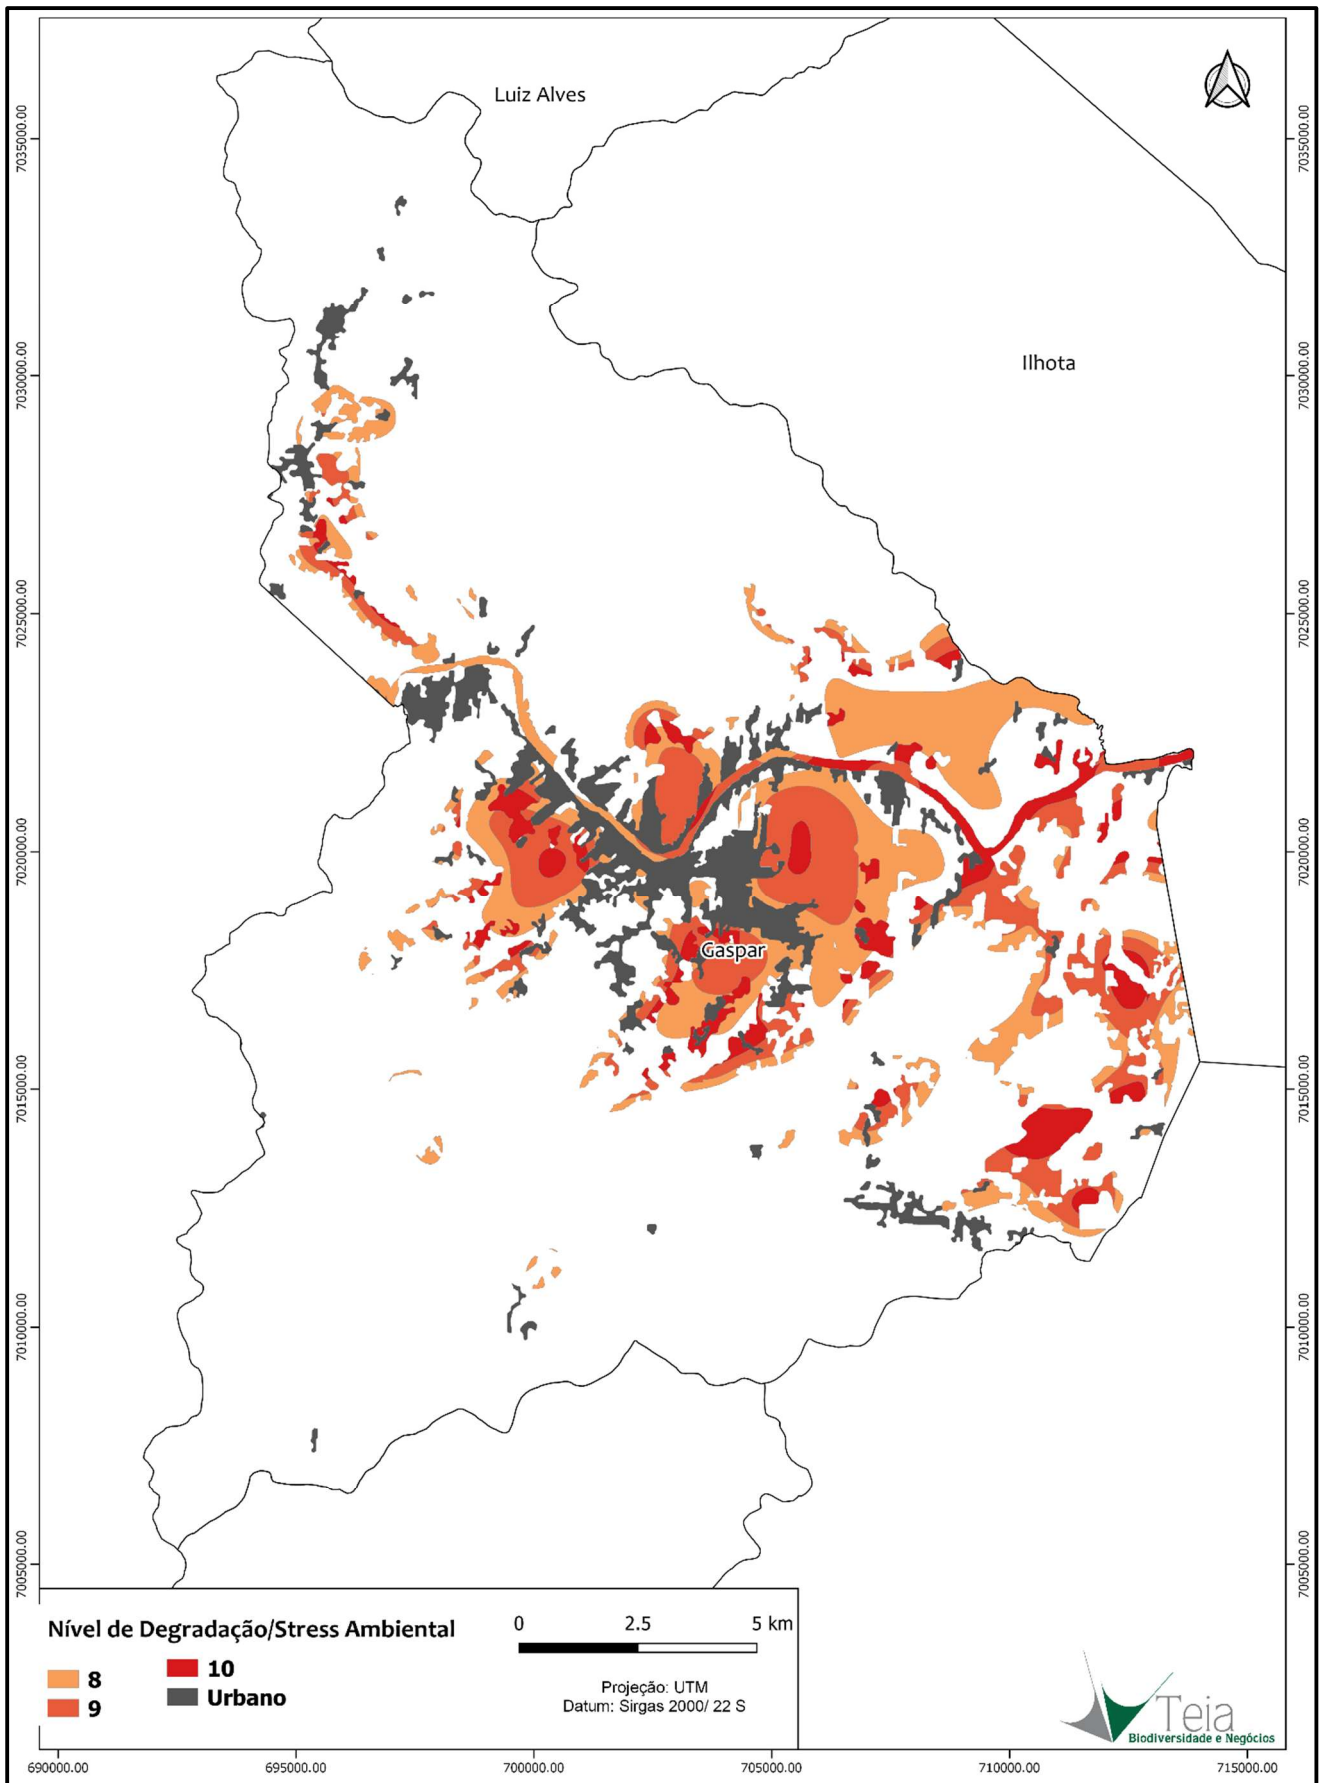 Luiz Alves
Ilhota
Gaspar
7035000.00
7030000.00
7025000.00
7020000.00
7015000.00
7010000.00
7005000.00
7035000.00
7030000.00
7025000.00
7020000.00
7015000.00
7010000.00
7005000.00
Nível de Degradação/Stress Ambiental
8
9
10
Urbano
0 2.5 5 km
Projeção: UTM
Datum: Sirgas 2000/ 22 S
Teia
Biodiversidade e Negócios
690000.00 695000.00 700000.00 705000.00 710000.00 715000.00